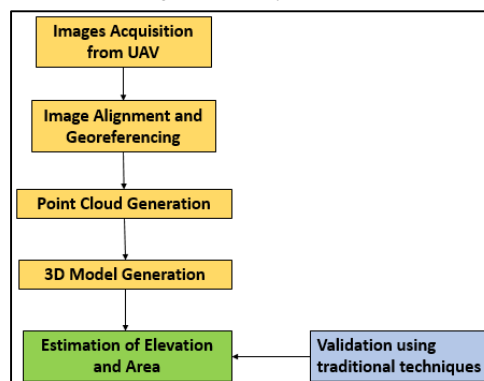 Images Acquisition
from UAV
Image Alignment and
Georeferencing
Point Cloud Generation
3D Model Generation
Estimation of Elevation
and Area
Validation using
traditional techniques